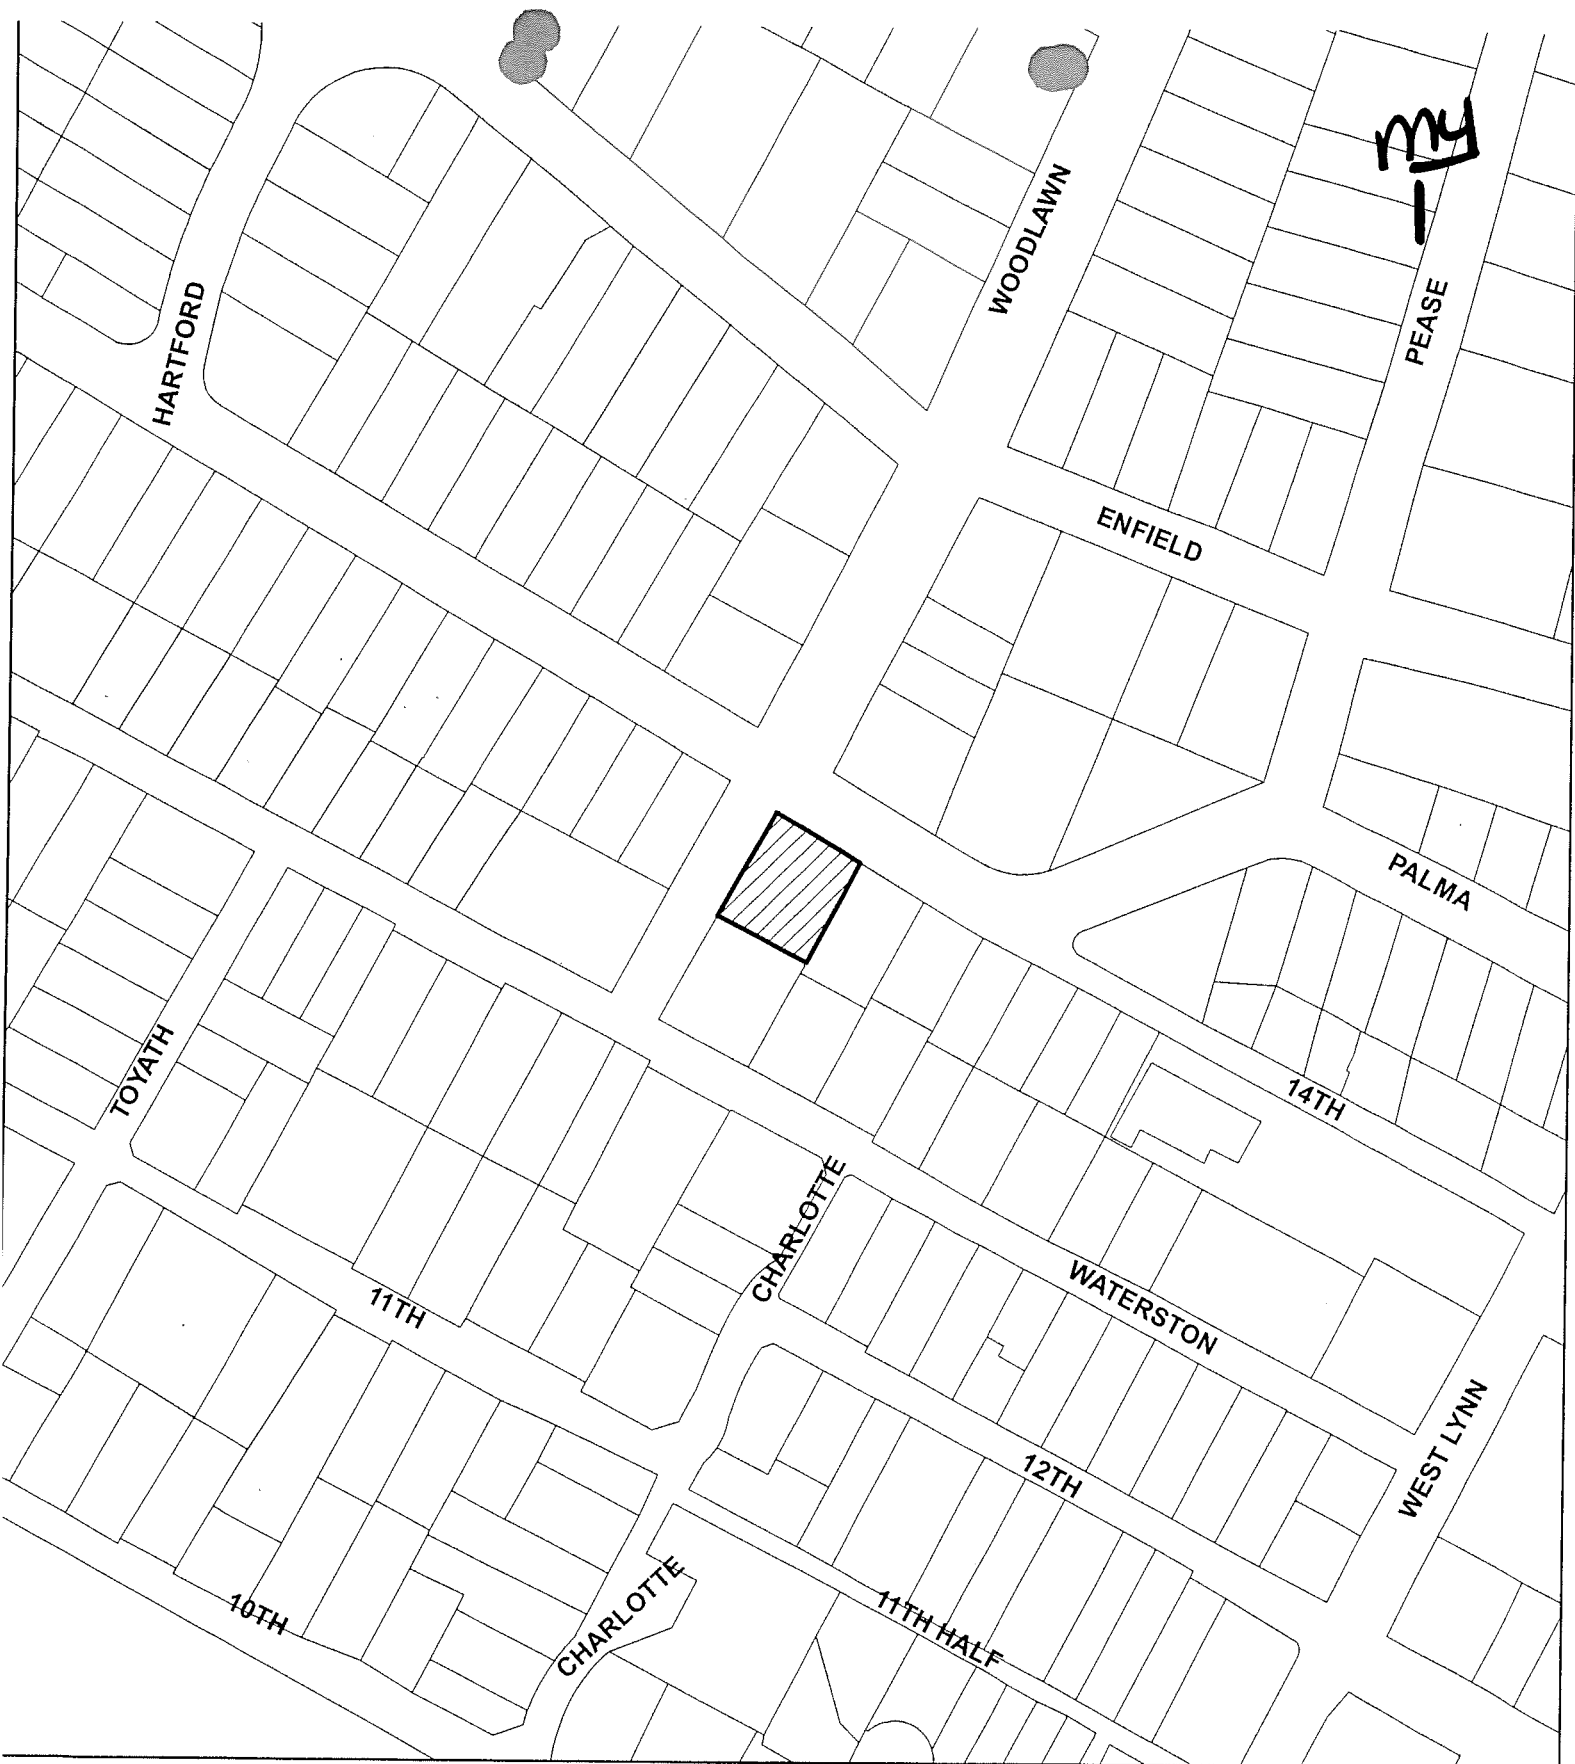 my
1
WOODLAWN
PEASE
HARTFORD
ENFIELD
PALMA
TOYATH
14TH
CHARLOTTE
WATERSTON
11TH
WEST LYNN
12TH
CHARLOTTE
10TH
11TH HALF